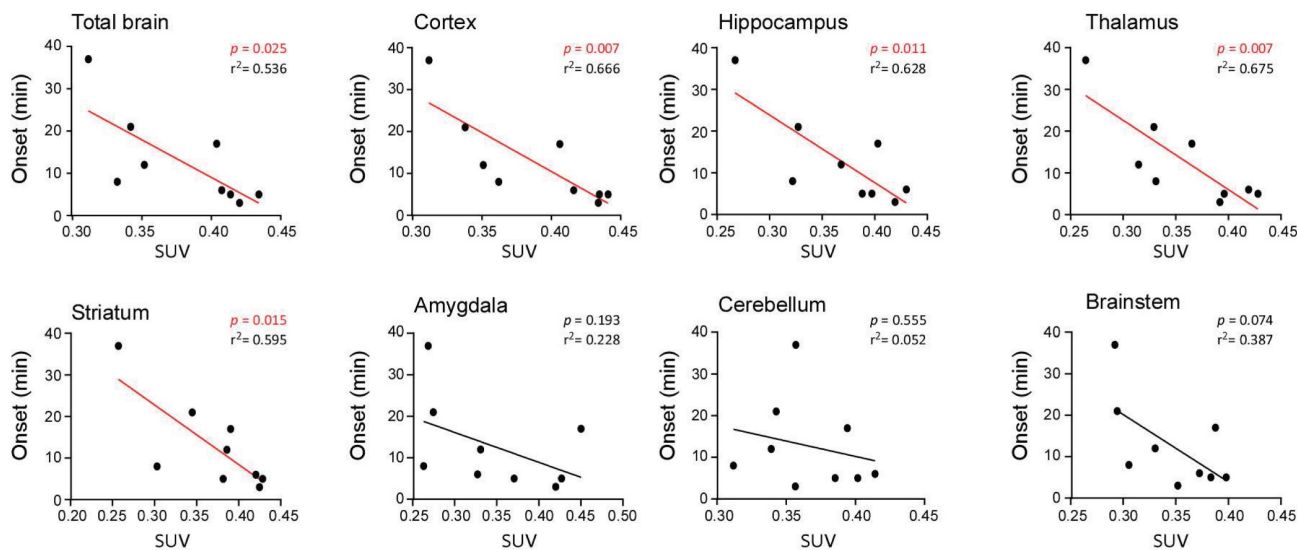 Total brain
p = 0.025
r²= 0.536
Onset (min)
40
30
20
10
0
0.30 0.35 0.40 0.45
SUV
Cortex
p = 0.007
r²= 0.666
Onset (min)
40
30
20
10
0
0.30 0.35 0.40 0.45
SUV
Hippocampus
p = 0.011
r²= 0.628
Onset (min)
40
30
20
10
0
0.25 0.30 0.35 0.40 0.45
SUV
Thalamus
p = 0.007
r²= 0.675
Onset (min)
40
30
20
10
0
0.25 0.30 0.35 0.40 0.45
SUV
Striatum
p = 0.015
r²= 0.595
Onset (min)
40
30
20
10
0
0.20 0.25 0.30 0.35 0.40 0.45
SUV
Amygdala
p = 0.193
r²= 0.228
Onset (min)
40
30
20
10
0
0.25 0.30 0.35 0.40 0.45 0.50
SUV
Cerebellum
p = 0.555
r²= 0.052
Onset (min)
40
30
20
10
0
0.30 0.35 0.40 0.45
SUV
Brainstem
p = 0.074
r²= 0.387
Onset (min)
40
30
20
10
0
0.25 0.30 0.35 0.40 0.45
SUV